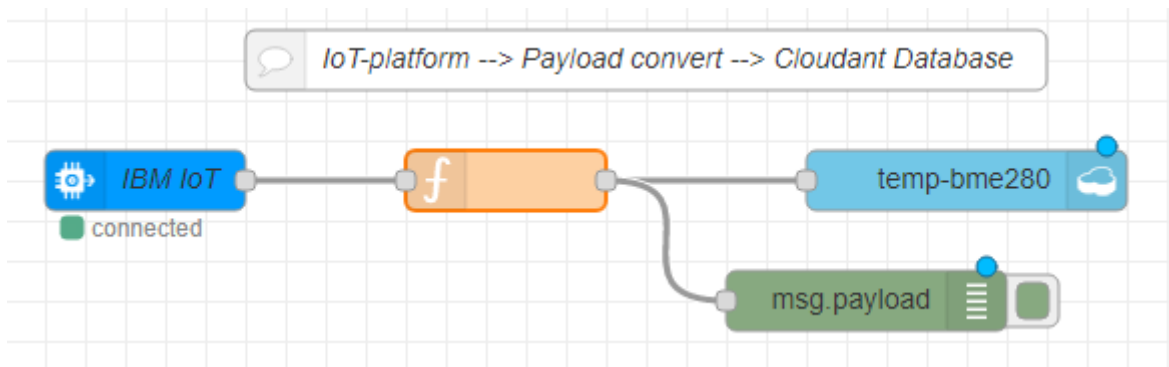 IoT-platform --> Payload convert --> Cloudant Database
IBM IoT
f
temp-bme280
connected
msg.payload